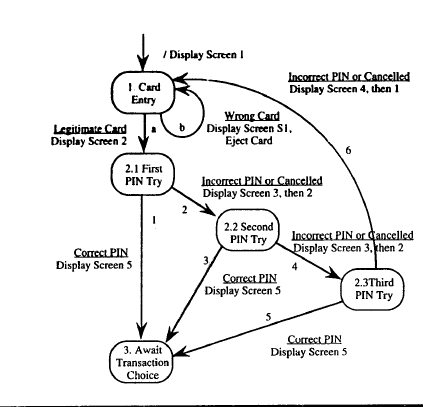 / Display Screen 1
1. Card
Entry
Incorrect PIN or Cancelled
Display Screen 4, then 1
Legitimate Card
Display Screen 2
a
b
Wrong Card
Display Screen S1,
Eject Card
6
2.1 First
PIN Try
1
2
Incorrect PIN or Cancelled
Display Screen 3, then 2
2.2 Second
PIN Try
Incorrect PIN or Cancelled
Display Screen 3, then 2
Correct PIN
Display Screen 5
3
Correct PIN
Display Screen 5
4
2.3Third
PIN Try
5
Correct PIN
Display Screen 5
3. Await
Transaction
Choice